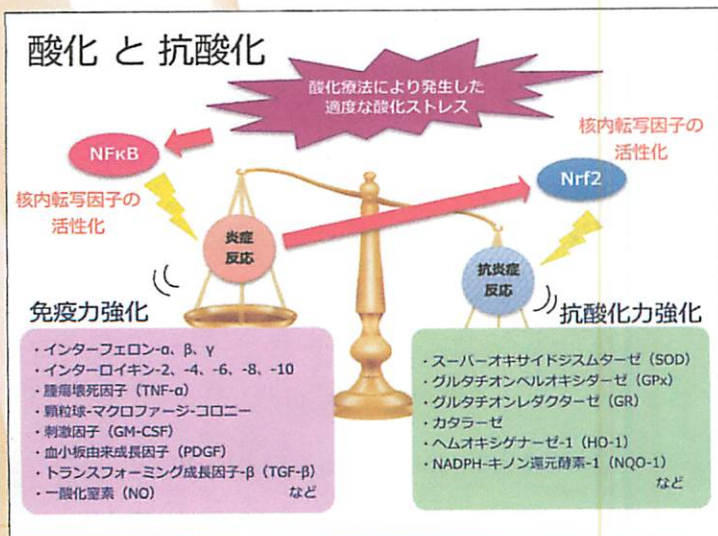 酸化 と 抗酸化
酸化療法により発生した
適度な酸化ストレス
NFκB
核内転写因子の
活性化
核内転写因子の
活性化
Nrf2
炎症
反応
抗炎症
反応
免疫力強化
・インターフェロン-α、β、γ
・インターロイキン-2、-4、-6、-8、-10
・腫瘍壊死因子（TNF-α）
・顆粒球-マクロファージ-コロニー
・刺激因子（GM-CSF）
・血小板由来成長因子（PDGF）
・トランスフォーミング成長因子-β（TGF-β）
・一酸化窒素（NO）　など
抗酸化力強化
・スーパーオキサイドジスムターゼ（SOD）
・グルタチオンペルオキシダーゼ（GPx）
・グルタチオンレダクターゼ（GR）
・カタラーゼ
・ヘムオキシゲナーゼ-1（HO-1）
・NADPH-キノン還元酵素-1（NQO-1）
など